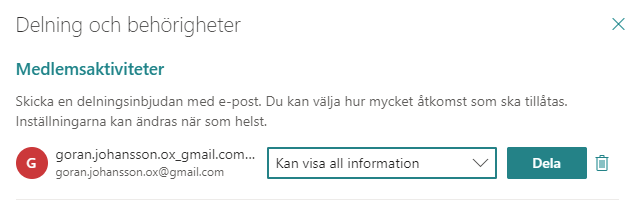 Delning och behörigheter
Medlemsaktiviteter
Skicka en delningsinbjudan med e-post. Du kan välja hur mycket åtkomst som ska tillåtas.
Inställningarna kan ändras när som helst.
G
goran.johansson.ox_gmail.com...
goran.johansson.ox@gmail.com
Kan visa all information
Dela